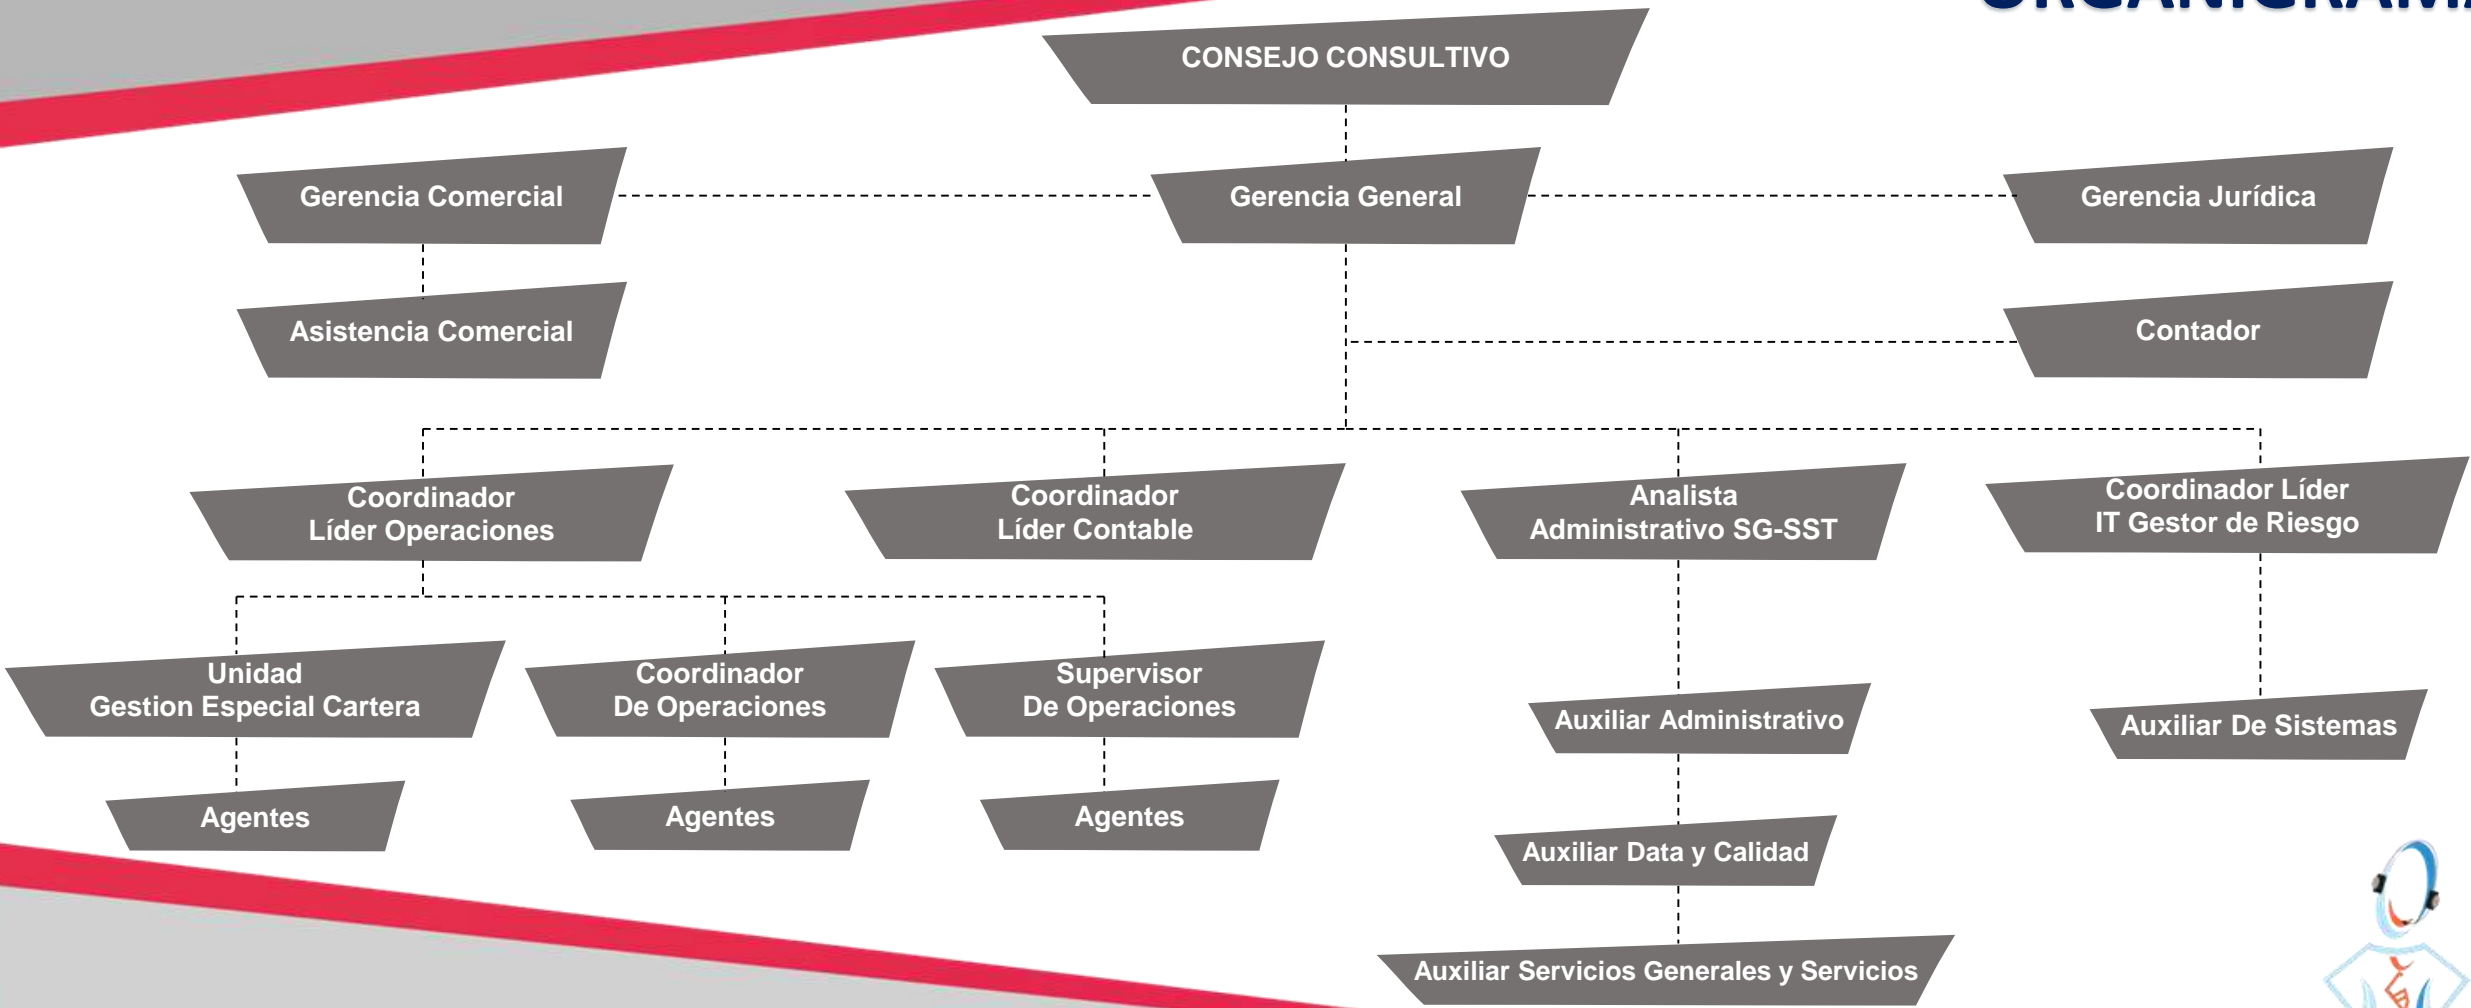 CONSEJO CONSULTIVO
Gerencia Comercial
Gerencia General
Gerencia Jurídica
Asistencia Comercial
Contador
Coordinador
Líder Operaciones
Coordinador
Líder Contable
Analista
Administrativo SG-SST
Coordinador Líder
IT Gestor de Riesgo
Unidad
Gestion Especial Cartera
Coordinador
De Operaciones
Supervisor
De Operaciones
Auxiliar Administrativo
Auxiliar De Sistemas
Agentes
Agentes
Agentes
Auxiliar Data y Calidad
Auxiliar Servicios Generales y Servicios